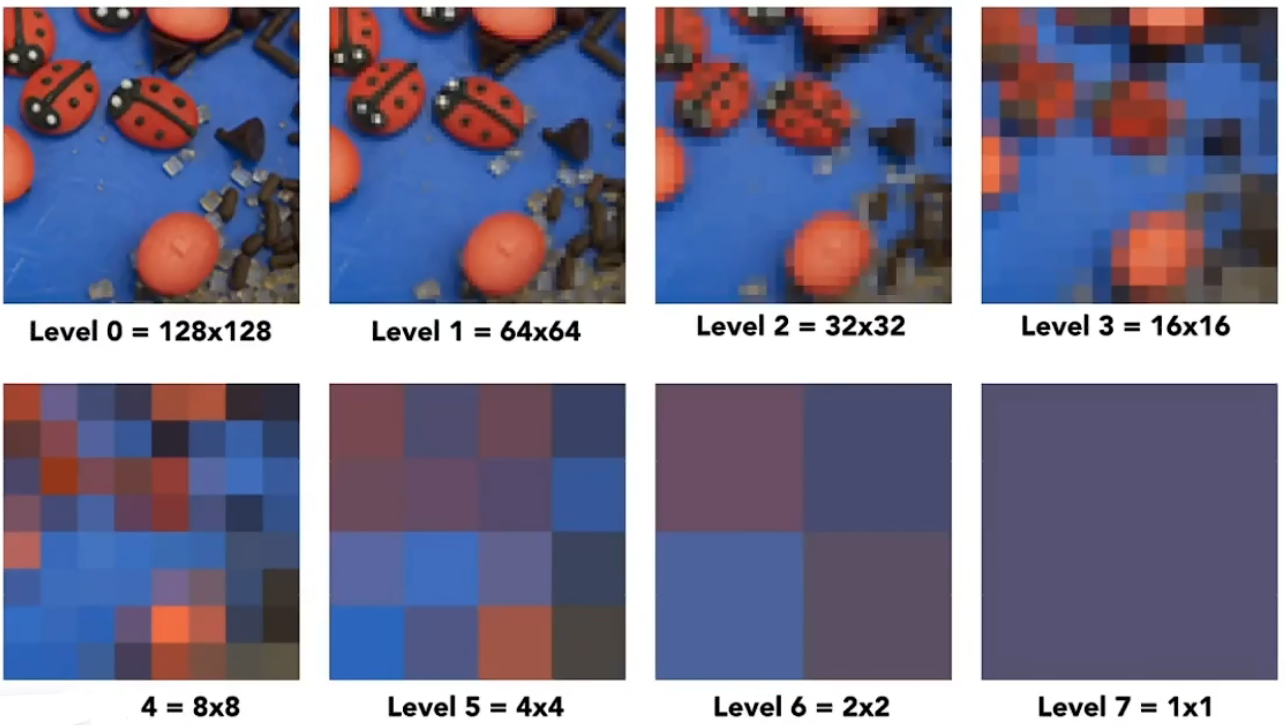 Level 0 = 128x128
Level 1 = 64x64
Level 2 = 32x32
Level 3 = 16x16
4 = 8x8
Level 5 = 4x4
Level 6 = 2x2
Level 7 = 1x1